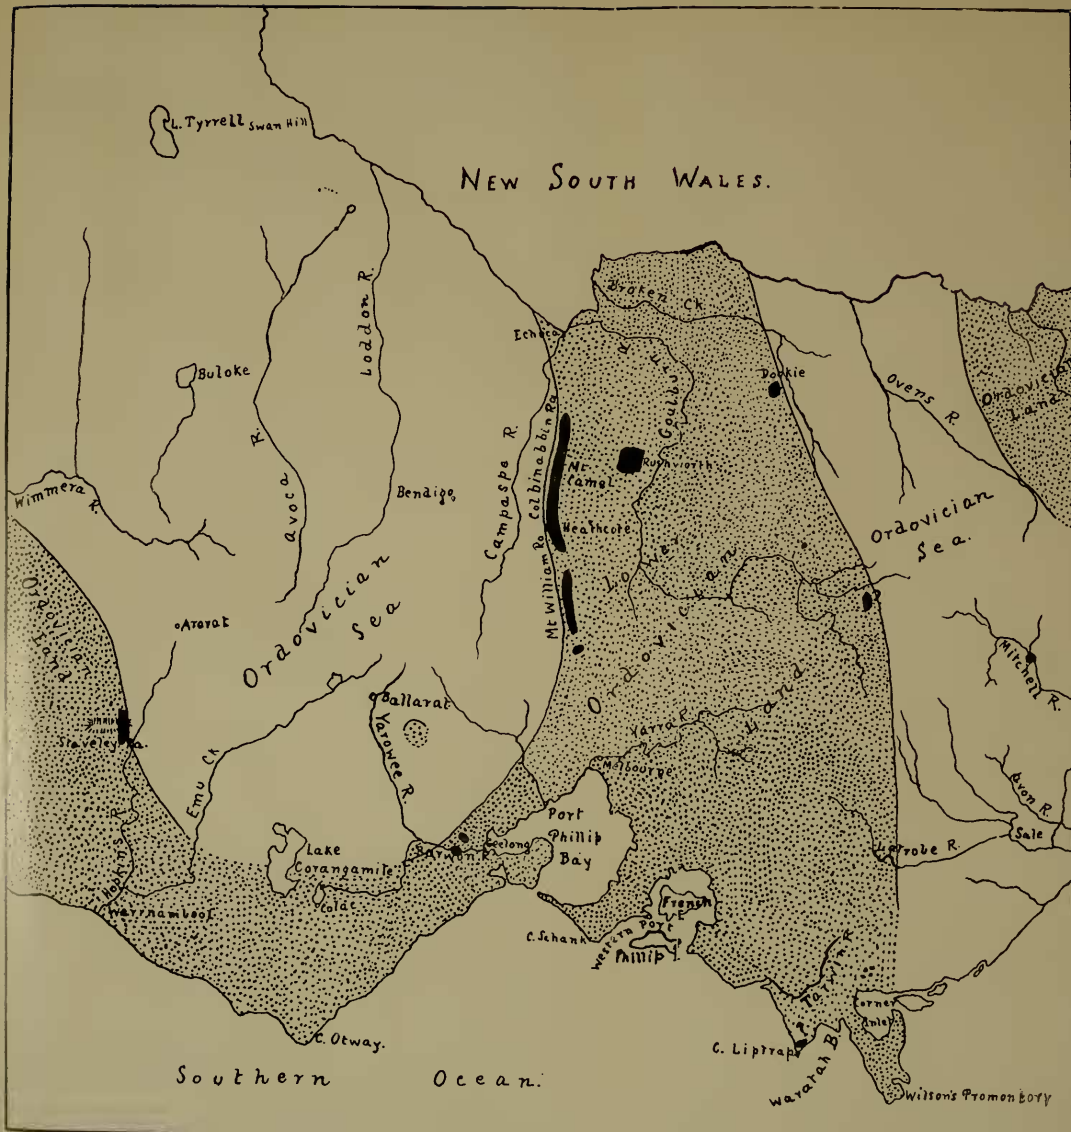 L. Tyrrell
Swan Hill
NEW SOUTH WALES.
Broken Ck
Echuca
Loddon R.
Buloke
Dookie
Ovens R.
Ordovician
Land
Goulbu
R.
Colbinabbin Ra.
Mt.
Camel
Rushworth
Campaspe R.
Avoca R.
Bendigo
Wimmera
R.
Heathcote
Ordovician
Sea.
Mt William Ra
Lower
Ordovician
Land
Ordovician
Land
Ararat
Ordovician
Sea
Mitchell
R.
Ballarat
Yarowee R.
Staveley Ra.
Yarra R.
Melbourne
Emu Ck
Avon R.
Sale
Port
Phillip
Bay
Geelong
Barwon R.
Lake
Corangamite
Colac
LaTrobe R.
Hopkins R
Warrnambool
French
I.
C. Schank
Western Port
Phillip I.
Tarwin R.
Corner
Inlet
C. Otway.
C. Liptrap
Waratah B.
Wilson's Promontory
Southern Ocean.